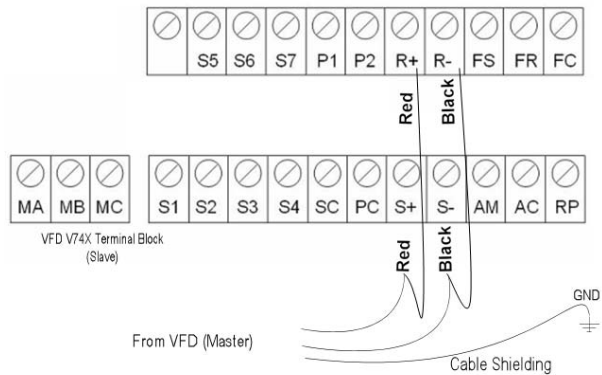 S5 S6 S7 P1 P2 R+ R- FS FR FC
Red Black
MA MB MC S1 S2 S3 S4 SC PC S+ S- AM AC RP
VFD V74X Terminal Block
(Slave)
Red Black
GND
From VFD (Master)
Cable Shielding